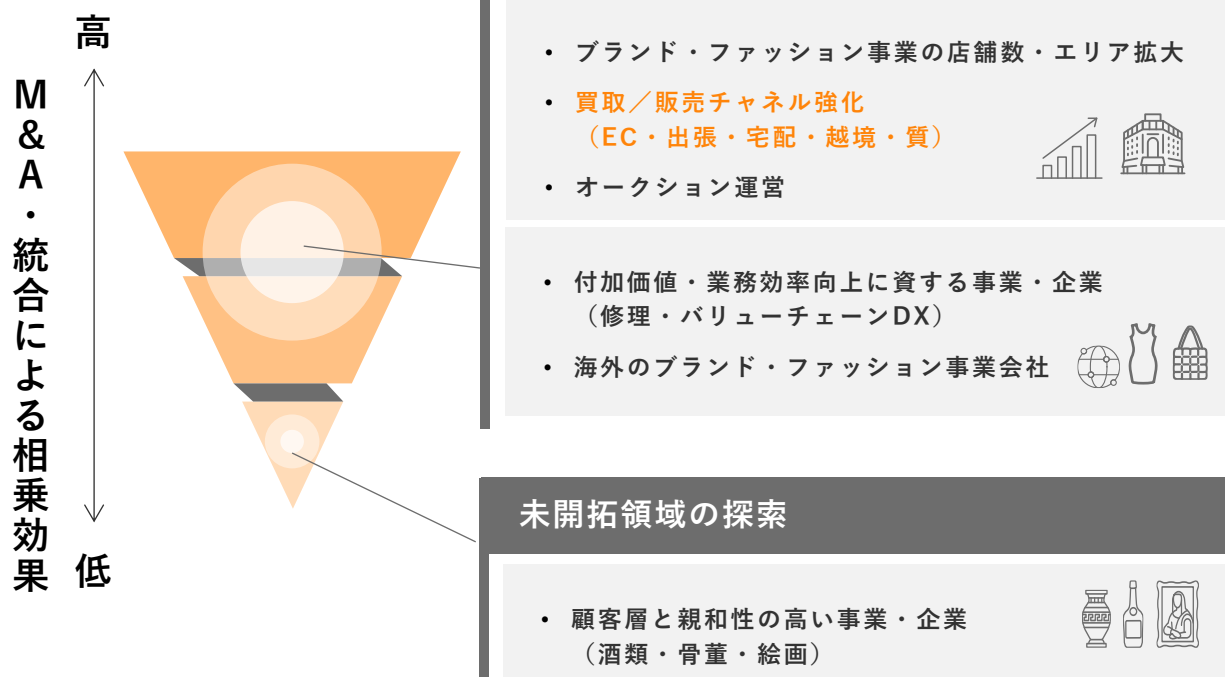 高
M&A・統合による相乗効果
低
・ブランド・ファッション事業の店舗数・エリア拡大
・買取／販売チャネル強化
（EC・出張・宅配・越境・質）
・オークション運営
・付加価値・業務効率向上に資する事業・企業
（修理・バリューチェーンDX）
・海外のブランド・ファッション事業会社
未開拓領域の探索
・顧客層と親和性の高い事業・企業
（酒類・骨董・絵画）